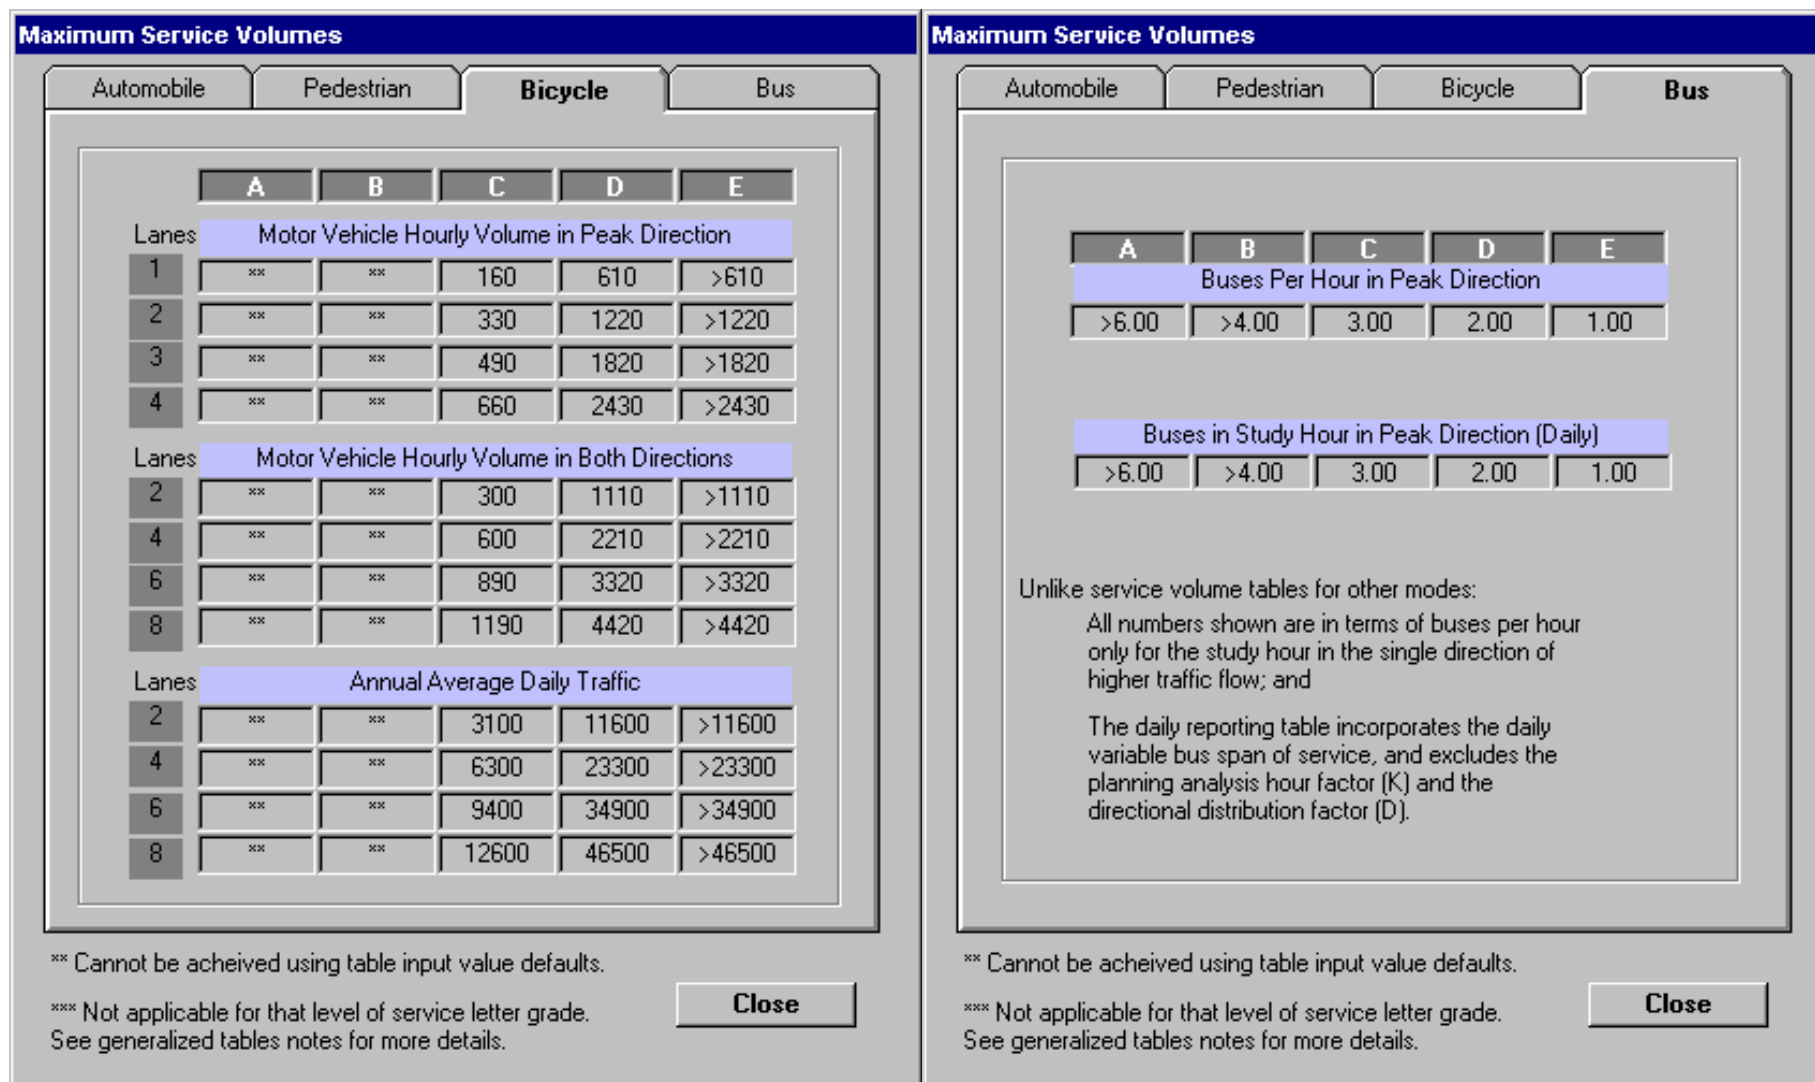 Maximum Service Volumes
Automobile Pedestrian Bicycle Bus
A B C D E
Lanes Motor Vehicle Hourly Volume in Peak Direction
1 ** ** 160 610 >610
2 ** ** 330 1220 >1220
3 ** ** 490 1820 >1820
4 ** ** 660 2430 >2430
Lanes Motor Vehicle Hourly Volume in Both Directions
2 ** ** 300 1110 >1110
4 ** ** 600 2210 >2210
6 ** ** 890 3320 >3320
8 ** ** 1190 4420 >4420
Lanes Annual Average Daily Traffic
2 ** ** 3100 11600 >11600
4 ** ** 6300 23300 >23300
6 ** ** 9400 34900 >34900
8 ** ** 12600 46500 >46500
** Cannot be acheived using table input value defaults.
*** Not applicable for that level of service letter grade.
See generalized tables notes for more details.
Close
Maximum Service Volumes
Automobile Pedestrian Bicycle Bus
A B C D E
Buses Per Hour in Peak Direction
>6.00 >4.00 3.00 2.00 1.00
Buses in Study Hour in Peak Direction (Daily)
>6.00 >4.00 3.00 2.00 1.00
Unlike service volume tables for other modes:
All numbers shown are in terms of buses per hour
only for the study hour in the single direction of
higher traffic flow; and
The daily reporting table incorporates the daily
variable bus span of service, and excludes the
planning analysis hour factor (K) and the
directional distribution factor (D).
** Cannot be acheived using table input value defaults.
*** Not applicable for that level of service letter grade.
See generalized tables notes for more details.
Close